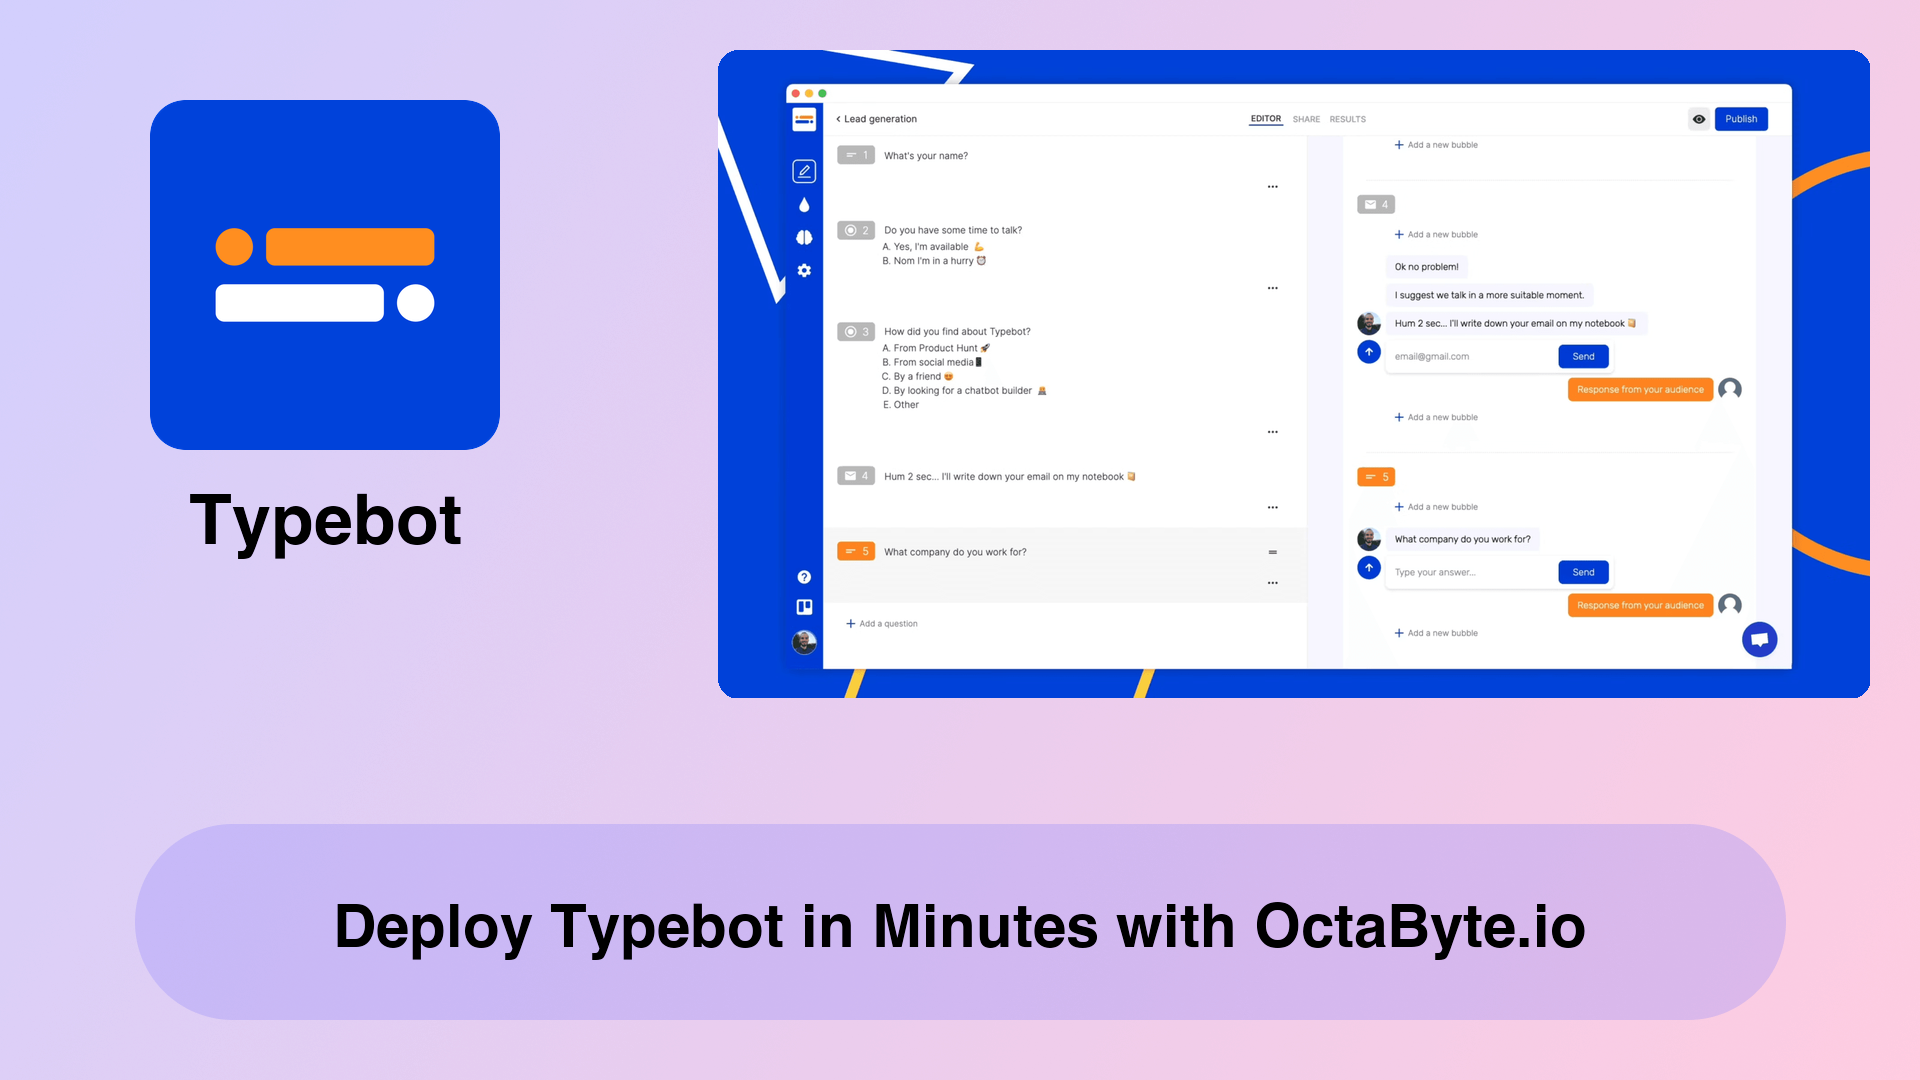 Typebot
Lead generation
EDITOR SHARE RESULTS
Publish
1 What's your name?
2 Do you have some time to talk?
A. Yes, I'm available 💪
B. Nom I'm in a hurry ⏰
3 How did you find about Typebot?
A. From Product Hunt 🚀
B. From social media📱
C. By a friend 😍
D. By looking for a chatbot builder
E. Other
4 Hum 2 sec... I'll write down your email on my notebook
5 What company do you work for?
Add a question
Add a new bubble
4
Add a new bubble
Ok no problem!
I suggest we talk in a more suitable moment.
Hum 2 sec... I'll write down your email on my notebook
email@gmail.com Send
Response from your audience
Add a new bubble
5
Add a new bubble
What company do you work for?
Type your answer... Send
Response from your audience
Add a new bubble
Deploy Typebot in Minutes with OctaByte.io